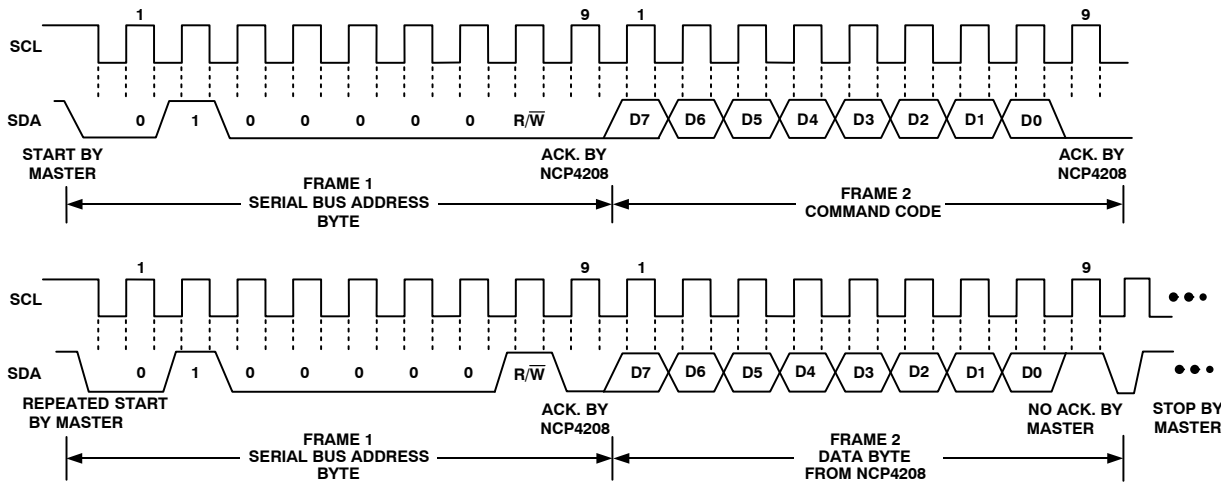 1 9 1 9
SCL
SDA 0 1 0 0 0 0 0 R/W D7 D6 D5 D4 D3 D2 D1 D0
START BY
MASTER
ACK. BY
NCP4208
ACK. BY
NCP4208
FRAME 1
SERIAL BUS ADDRESS
BYTE
FRAME 2
COMMAND CODE
1 9 1 9
SCL
SDA 0 1 0 0 0 0 0 R/W D7 D6 D5 D4 D3 D2 D1 D0
REPEATED START
BY MASTER
ACK. BY
NCP4208
NO ACK. BY
MASTER
STOP BY
MASTER
FRAME 1
SERIAL BUS ADDRESS
BYTE
FRAME 2
DATA BYTE
FROM NCP4208